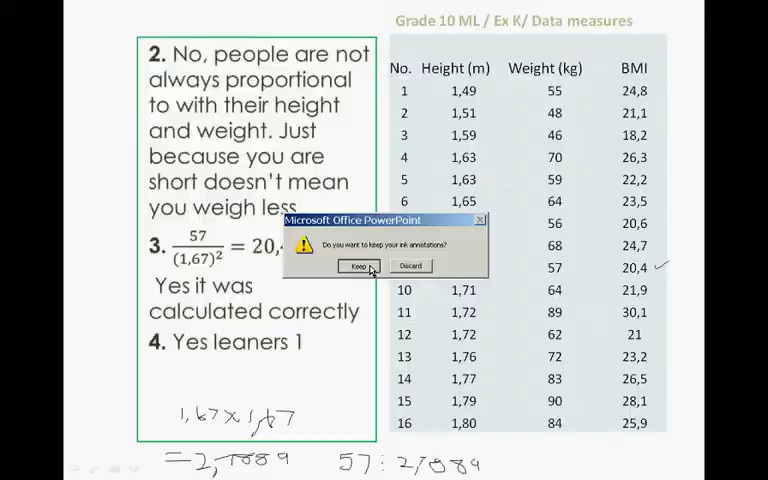 Grade 10 ML / Ex K/ Data measures
2. No, people are not
always proportional
to with their height
and weight. Just
because you are
short doesn't mean
you weigh less
3. 57/(1,67)² = 20,4
Yes it was
calculated correctly
4. Yes leaners 1
1,67 × 1,67
= 2,7889
57 : 2,7889
No. Height (m) Weight (kg) BMI
1 1,49 55 24,8
2 1,51 48 21,1
3 1,59 46 18,2
4 1,63 70 26,3
5 1,63 59 22,2
6 1,65 64 23,5
56 20,6
68 24,7
57 20,4 ✓
10 1,71 64 21,9
11 1,72 89 30,1
12 1,72 62 21
13 1,76 72 23,2
14 1,77 83 26,5
15 1,79 90 28,1
16 1,80 84 25,9
Microsoft Office PowerPoint
Do you want to keep your ink annotations?
Keep Discard